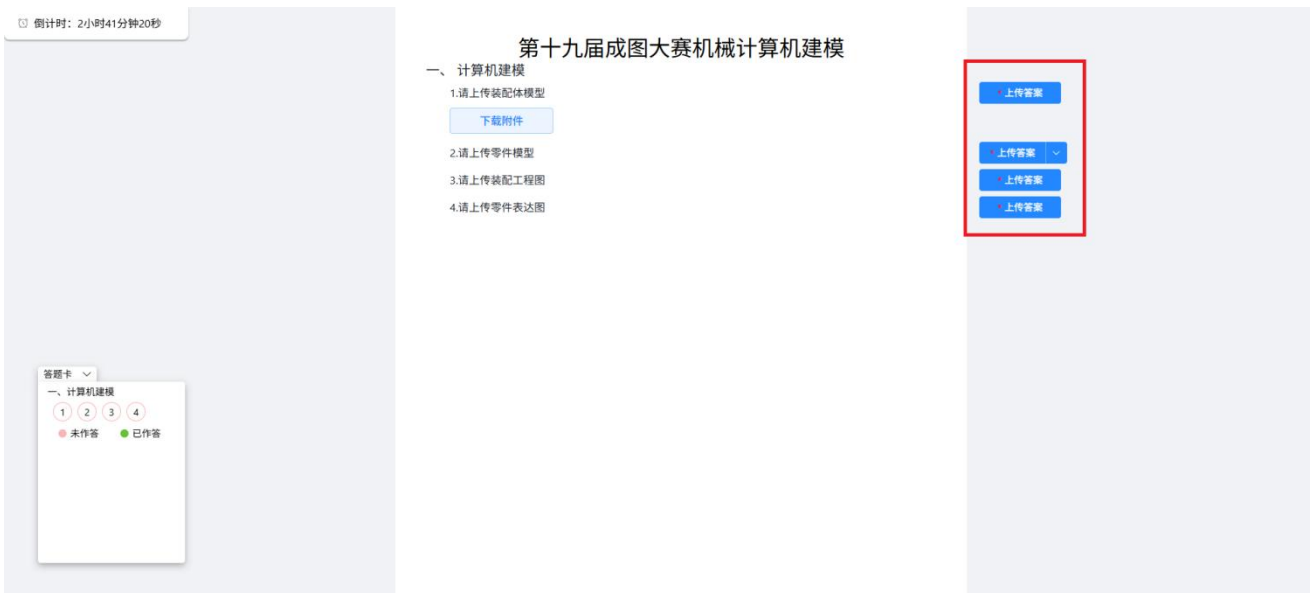 倒计时：2小时41分钟20秒
第十九届成图大赛机械计算机建模
一、 计算机建模
1.请上传装配体模型
* 上传答案
下载附件
2.请上传零件模型
* 上传答案
3.请上传装配工程图
* 上传答案
4.请上传零件表达图
* 上传答案
答题卡
一、计算机建模
1 2 3 4
未作答 已作答